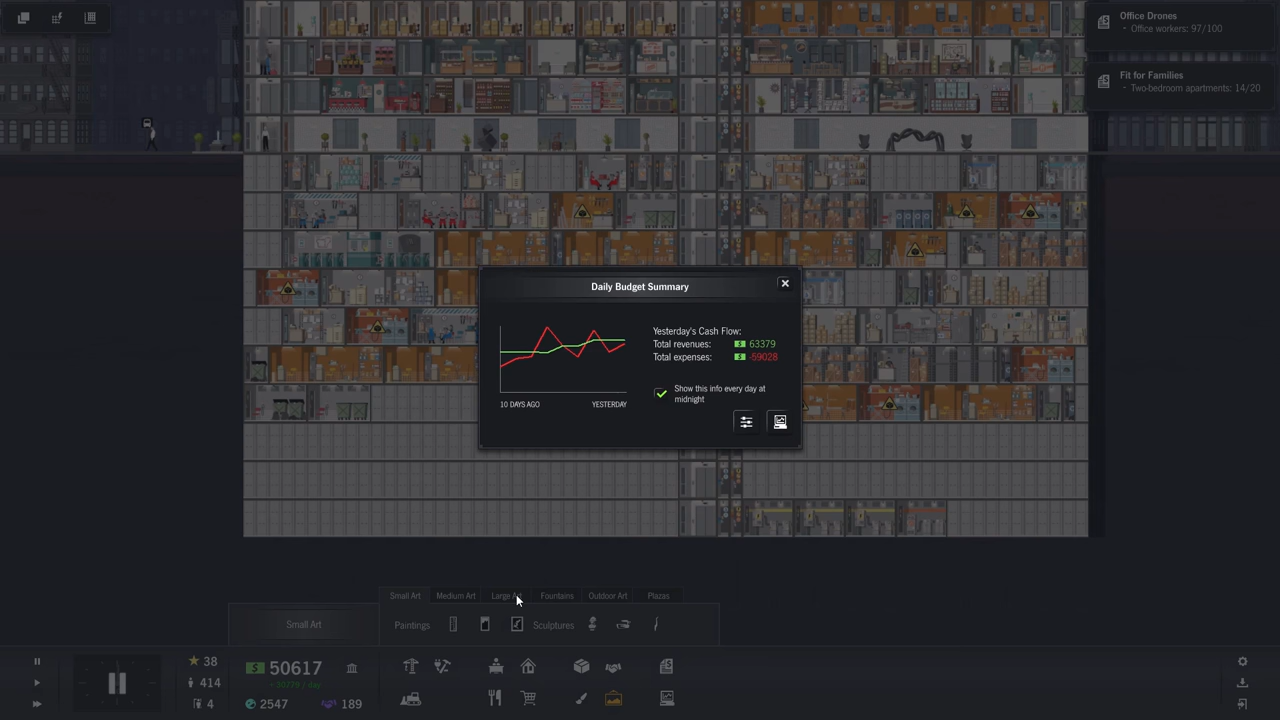 Office Drones
- Office workers: 97/100
Fit for Families
- Two-bedroom apartments: 14/20
Daily Budget Summary
Yesterday's Cash Flow:
Total revenues: 63379
Total expenses: -59028
Show this info every day at
midnight
10 DAYS AGO YESTERDAY
Small Art Medium Art Large Art Fountains Outdoor Art Plazas
Small Art Paintings Sculptures
38
50617
414
4 2547 189